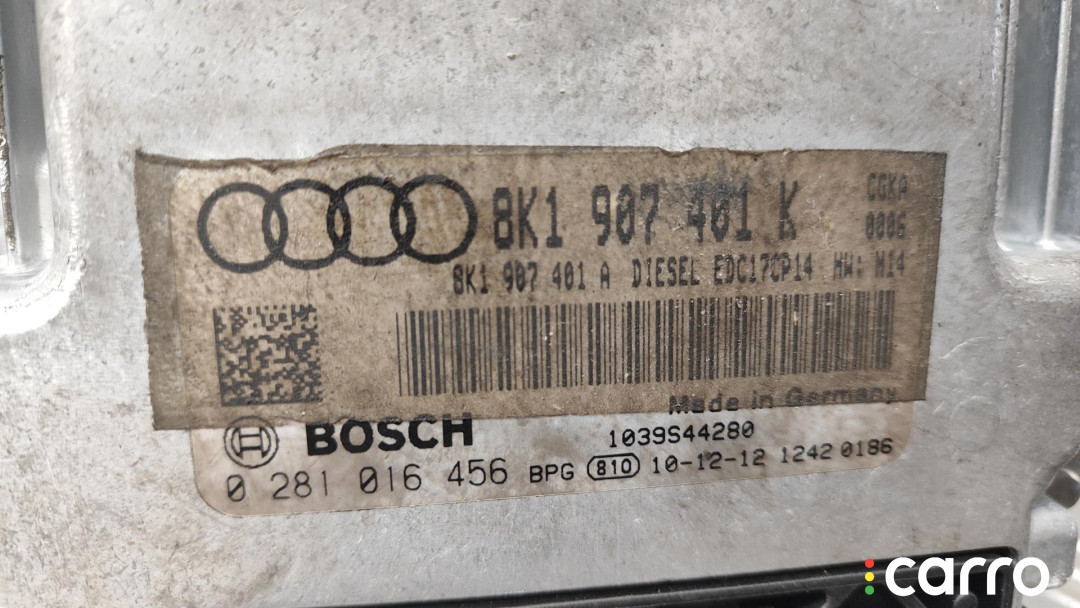 8K1 907 401 K CGKA
0006
8K1 907 401 A DIESEL EDC17CP14 HW: M14
Made in Germany
BOSCH 1039S44280
0 281 016 456 BPG 810 10-12-12 1242 0186
carro